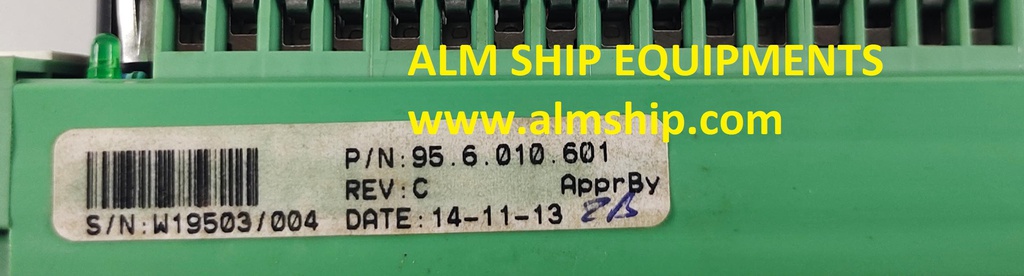 ALM SHIP EQUIPMENTS
www.almship.com
P/N:95.6.010.601
REV:C ApprBy
S/N:W19503/004 DATE:14-11-13